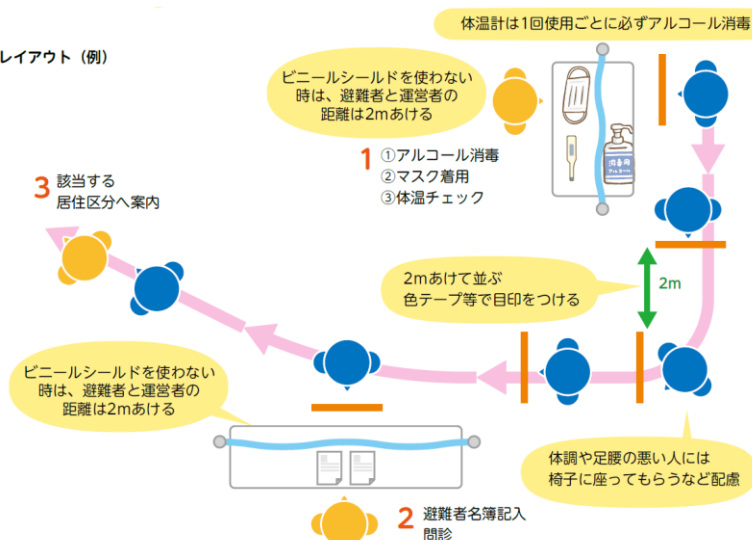 レイアウト（例）
体温計は1回使用ごとに必ずアルコール消毒
ビニールシールドを使わない
時は、避難者と運営者の
距離は2mあける
1 ①アルコール消毒
②マスク着用
③体温チェック
消毒用
アルコール
3 該当する
居住区分へ案内
2mあけて並ぶ
色テープ等で目印をつける
2m
ビニールシールドを使わない
時は、避難者と運営者の
距離は2mあける
体調や足腰の悪い人には
椅子に座ってもらうなど配慮
2 避難者名簿記入
問診